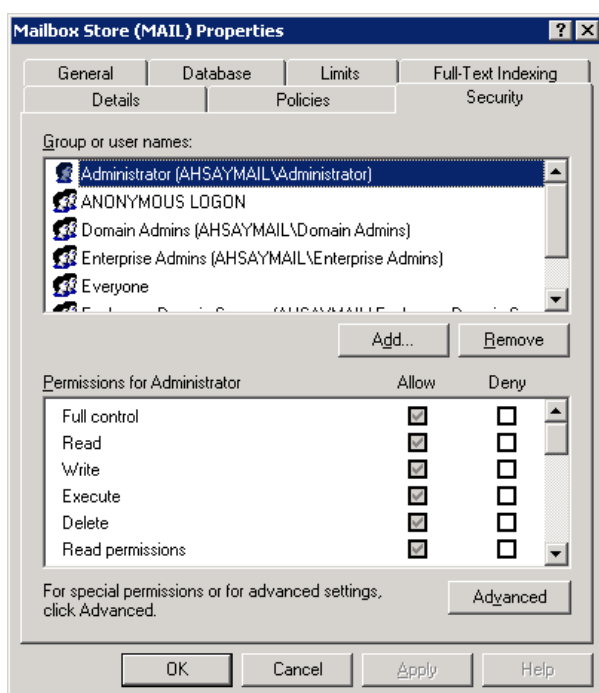 Mailbox Store (MAIL) Properties
General Database Limits Full-Text Indexing
Details Policies Security
Group or user names:
Administrator (AHSAYMAIL\Administrator)
ANONYMOUS LOGON
Domain Admins (AHSAYMAIL\Domain Admins)
Enterprise Admins (AHSAYMAIL\Enterprise Admins)
Everyone
Add... Remove
Permissions for Administrator Allow Deny
Full control
Read
Write
Execute
Delete
Read permissions
For special permissions or for advanced settings,
click Advanced.
Advanced
OK Cancel Apply Help